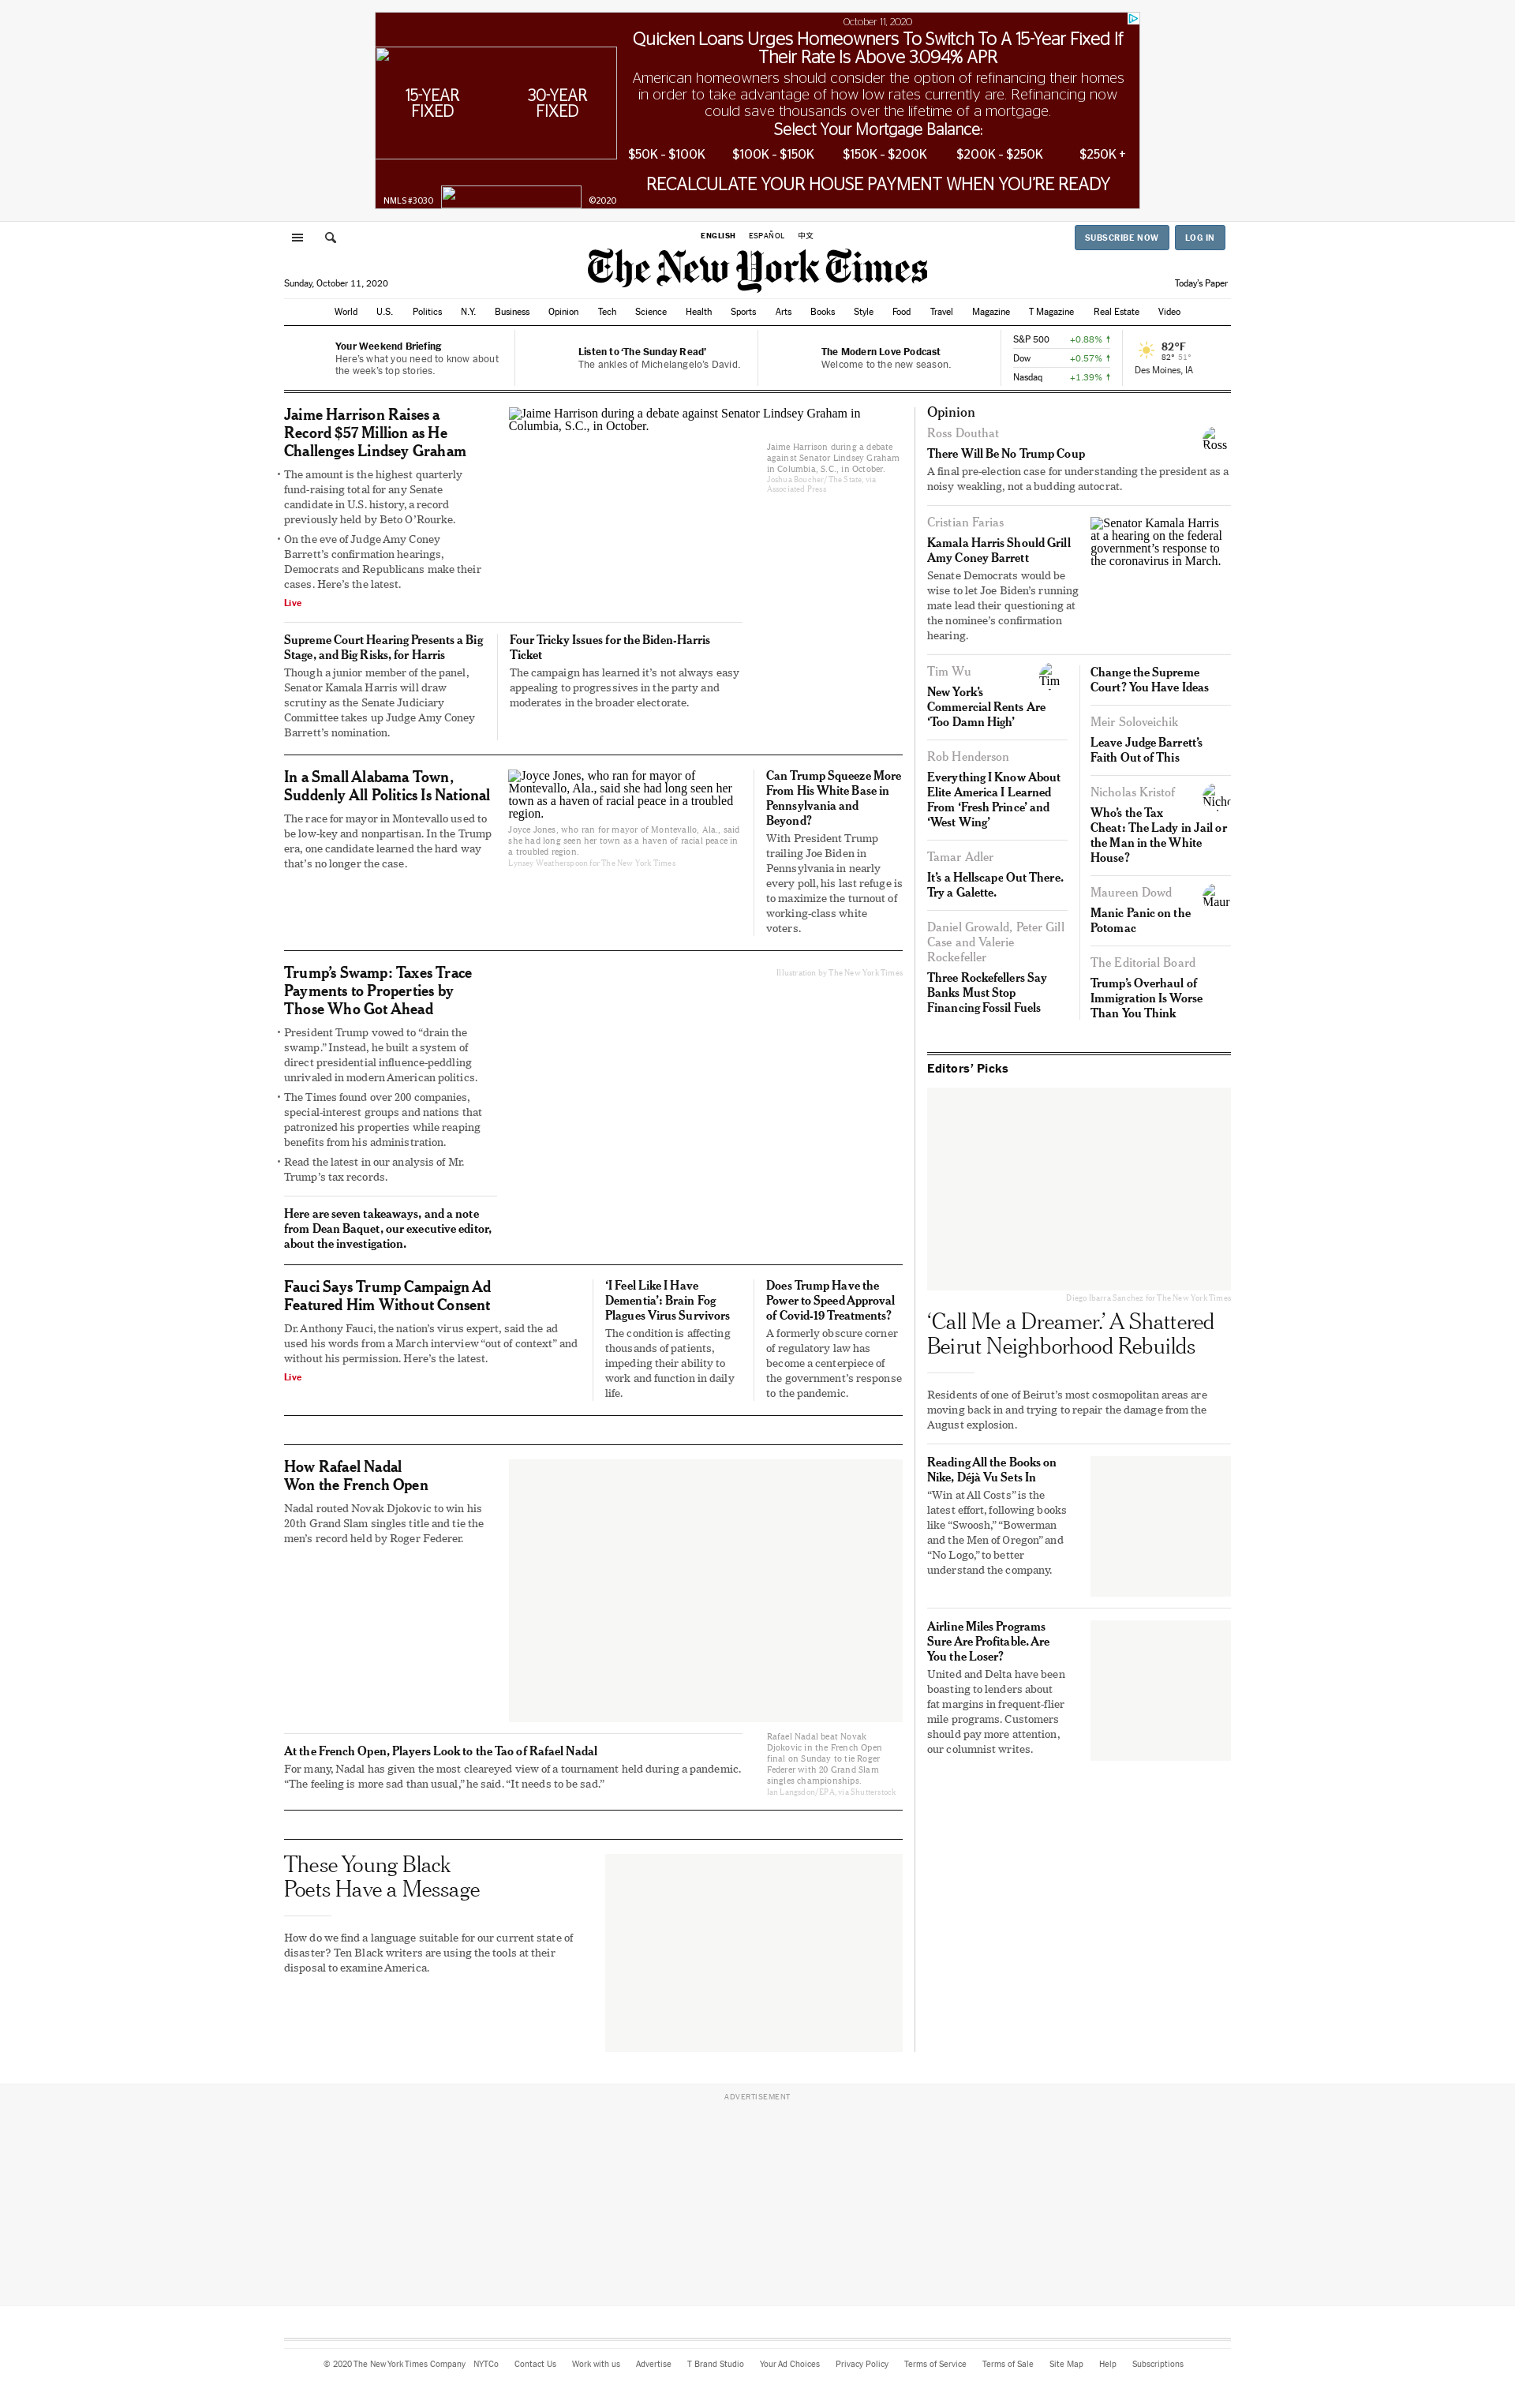 October 11, 2020
Quicken Loans Urges Homeowners To Switch To A 15-Year Fixed If
Their Rate Is Above 3.094% APR
American homeowners should consider the option of refinancing their homes
in order to take advantage of how low rates currently are. Refinancing now
could save thousands over the lifetime of a mortgage.
15-YEAR
FIXED
30-YEAR
FIXED
Select Your Mortgage Balance:
$50K - $100K
$100K - $150K
$150K - $200K
$200K - $250K
$250K +
RECALCULATE YOUR HOUSE PAYMENT WHEN YOU'RE READY
NMLS #3030
©2020
ENGLISH
ESPAÑOL
中文
SUBSCRIBE NOW
LOG IN
The New York Times
Sunday, October 11, 2020
Today's Paper
World
U.S.
Politics
N.Y.
Business
Opinion
Tech
Science
Health
Sports
Arts
Books
Style
Food
Travel
Magazine
T Magazine
Real Estate
Video
Your Weekend Briefing
Here's what you need to know about
the week's top stories.
Listen to ‘The Sunday Read’
The ankles of Michelangelo's David.
The Modern Love Podcast
Welcome to the new season.
S&P 500 +0.88% ↑
Dow +0.57% ↑
Nasdaq +1.39% ↑
82°F
82° 51°
Des Moines, IA
Jaime Harrison Raises a
Record $57 Million as He
Challenges Lindsey Graham
• The amount is the highest quarterly
fund-raising total for any Senate
candidate in U.S. history, a record
previously held by Beto O’Rourke.
• On the eve of Judge Amy Coney
Barrett’s confirmation hearings,
Democrats and Republicans make their
cases. Here’s the latest.
Live
Jaime Harrison during a debate against Senator Lindsey Graham in
Columbia, S.C., in October.
Jaime Harrison during a debate
against Senator Lindsey Graham
in Columbia, S.C., in October.
Joshua Boucher/The State, via
Associated Press
Supreme Court Hearing Presents a Big
Stage, and Big Risks, for Harris
Though a junior member of the panel,
Senator Kamala Harris will draw
scrutiny as the Senate Judiciary
Committee takes up Judge Amy Coney
Barrett’s nomination.
Four Tricky Issues for the Biden-Harris
Ticket
The campaign has learned it’s not always easy
appealing to progressives in the party and
moderates in the broader electorate.
In a Small Alabama Town,
Suddenly All Politics Is National
The race for mayor in Montevallo used to
be low-key and nonpartisan. In the Trump
era, one candidate learned the hard way
that’s no longer the case.
Joyce Jones, who ran for mayor of
Montevallo, Ala., said she had long seen her
town as a haven of racial peace in a troubled
region.
Joyce Jones, who ran for mayor of Montevallo, Ala., said
she had long seen her town as a haven of racial peace in
a troubled region.
Lynsey Weatherspoon for The New York Times
Can Trump Squeeze More
From His White Base in
Pennsylvania and
Beyond?
With President Trump
trailing Joe Biden in
Pennsylvania in nearly
every poll, his last refuge is
to maximize the turnout of
working-class white
voters.
Trump’s Swamp: Taxes Trace
Payments to Properties by
Those Who Got Ahead
• President Trump vowed to “drain the
swamp.” Instead, he built a system of
direct presidential influence-peddling
unrivaled in modern American politics.
• The Times found over 200 companies,
special-interest groups and nations that
patronized his properties while reaping
benefits from his administration.
• Read the latest in our analysis of Mr.
Trump’s tax records.
Illustration by The New York Times
Here are seven takeaways, and a note
from Dean Baquet, our executive editor,
about the investigation.
Fauci Says Trump Campaign Ad
Featured Him Without Consent
Dr. Anthony Fauci, the nation’s virus expert, said the ad
used his words from a March interview “out of context” and
without his permission. Here’s the latest.
Live
‘I Feel Like I Have
Dementia’: Brain Fog
Plagues Virus Survivors
The condition is affecting
thousands of patients,
impeding their ability to
work and function in daily
life.
Does Trump Have the
Power to Speed Approval
of Covid-19 Treatments?
A formerly obscure corner
of regulatory law has
become a centerpiece of
the government’s response
to the pandemic.
How Rafael Nadal
Won the French Open
Nadal routed Novak Djokovic to win his
20th Grand Slam singles title and tie the
men’s record held by Roger Federer.
At the French Open, Players Look to the Tao of Rafael Nadal
For many, Nadal has given the most cleareyed view of a tournament held during a pandemic.
“The feeling is more sad than usual,” he said. “It needs to be sad.”
Rafael Nadal beat Novak
Djokovic in the French Open
final on Sunday to tie Roger
Federer with 20 Grand Slam
singles championships.
Ian Langsdon/EPA, via Shutterstock
These Young Black
Poets Have a Message
How do we find a language suitable for our current state of
disaster? Ten Black writers are using the tools at their
disposal to examine America.
Opinion
Ross Douthat
Ross
There Will Be No Trump Coup
A final pre-election case for understanding the president as a
noisy weakling, not a budding autocrat.
Cristian Farias
Kamala Harris Should Grill
Amy Coney Barrett
Senate Democrats would be
wise to let Joe Biden’s running
mate lead their questioning at
the nominee’s confirmation
hearing.
Senator Kamala Harris
at a hearing on the federal
government’s response to
the coronavirus in March.
Tim Wu
Tim
New York’s
Commercial Rents Are
‘Too Damn High’
Rob Henderson
Everything I Know About
Elite America I Learned
From ‘Fresh Prince’ and
‘West Wing’
Tamar Adler
It’s a Hellscape Out There.
Try a Galette.
Daniel Growald, Peter Gill
Case and Valerie
Rockefeller
Three Rockefellers Say
Banks Must Stop
Financing Fossil Fuels
Change the Supreme
Court? You Have Ideas
Meir Soloveichik
Leave Judge Barrett’s
Faith Out of This
Nicholas Kristof
Nicho
Who’s the Tax
Cheat: The Lady in Jail or
the Man in the White
House?
Maureen Dowd
Maur
Manic Panic on the
Potomac
The Editorial Board
Trump’s Overhaul of
Immigration Is Worse
Than You Think
Editors’ Picks
Diego Ibarra Sanchez for The New York Times
‘Call Me a Dreamer.’ A Shattered
Beirut Neighborhood Rebuilds
Residents of one of Beirut’s most cosmopolitan areas are
moving back in and trying to repair the damage from the
August explosion.
Reading All the Books on
Nike, Déjà Vu Sets In
“Win at All Costs” is the
latest effort, following books
like “Swoosh,” “Bowerman
and the Men of Oregon” and
“No Logo,” to better
understand the company.
Airline Miles Programs
Sure Are Profitable. Are
You the Loser?
United and Delta have been
boasting to lenders about
fat margins in frequent-flier
mile programs. Customers
should pay more attention,
our columnist writes.
ADVERTISEMENT
© 2020 The New York Times Company
NYTCo
Contact Us
Work with us
Advertise
T Brand Studio
Your Ad Choices
Privacy Policy
Terms of Service
Terms of Sale
Site Map
Help
Subscriptions